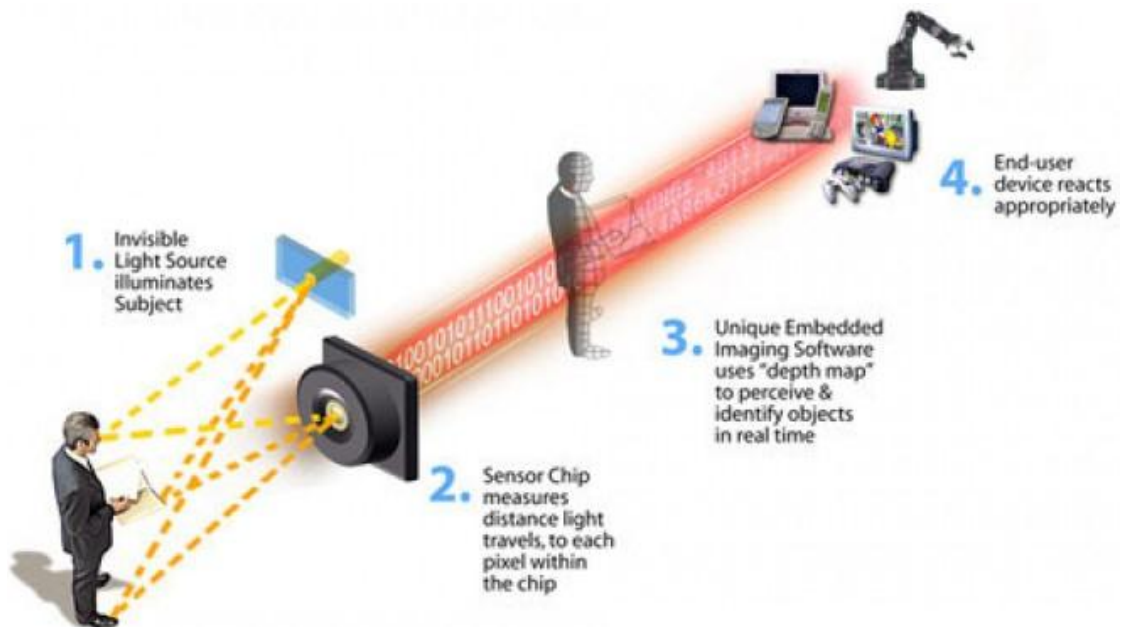 1. Invisible
Light Source
illuminates
Subject
2. Sensor Chip
measures
distance light
travels, to each
pixel within
the chip
3. Unique Embedded
Imaging Software
uses "depth map"
to perceive &
identify objects
in real time
4. End-user
device reacts
appropriately